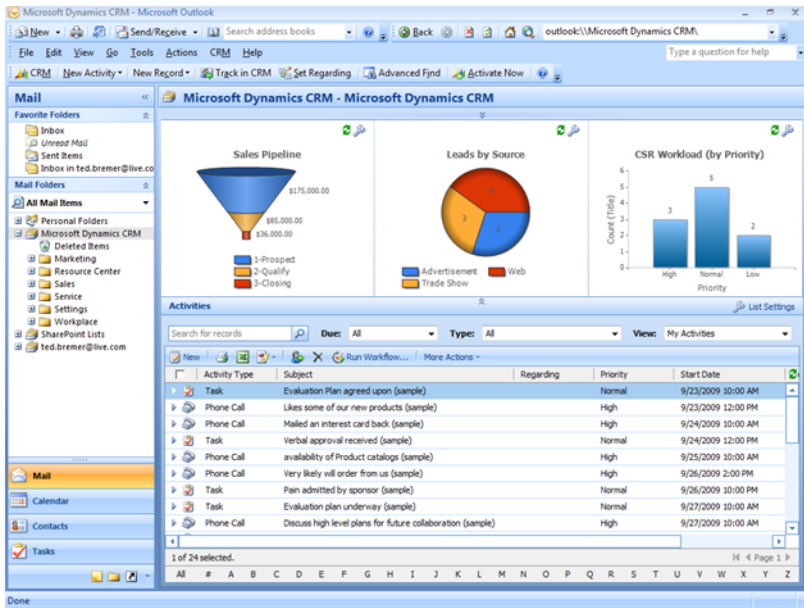 Microsoft Dynamics CRM - Microsoft Outlook
New Send/Receive Search address books Back outlook:\\Microsoft Dynamics CRM\
File Edit View Go Tools Actions CRM Help Type a question for help
CRM New Activity New Record Track in CRM Set Regarding Advanced Find Activate Now
Mail
Favorite Folders
Inbox
Unread Mail
Sent Items
Inbox in ted.bremer@live.co
Mail Folders
All Mail Items
Personal Folders
Microsoft Dynamics CRM
Deleted Items
Marketing
Resource Center
Sales
Service
Settings
Workplace
SharePoint Lists
ted.bremer@live.com
Mail
Calendar
Contacts
Tasks
Microsoft Dynamics CRM - Microsoft Outlook
Sales Pipeline
$175,000.00
$85,000.00
$36,000.00
1-Prospect
2-Qualify
3-Closing
Leads by Source
3
3
Advertisement Web
Trade Show
CSR Workload (by Priority)
Count (Title)
6
5
4
3
2
1
0
3 5 2
High Normal Low
Priority
Activities List Settings
Search for records Due: All Type: All View: My Activities
New Run Workflow... More Actions
Activity Type Subject Regarding Priority Start Date
Task Evaluation Plan agreed upon (sample) Normal 9/23/2009 10:00 AM
Phone Call Likes some of our new products (sample) High 9/23/2009 12:00 PM
Phone Call Mailed an interest card back (sample) High 9/24/2009 10:00 AM
Task Verbal approval received (sample) Normal 9/24/2009 12:00 PM
Phone Call availability of Product catalogs (sample) High 9/25/2009 10:00 AM
Phone Call Very likely will order from us (sample) High 9/26/2009 2:00 PM
Task Pain admitted by sponsor (sample) Normal 9/26/2009 10:00 PM
Task Evaluation plan underway (sample) Normal 9/27/2009 10:00 AM
Phone Call Discuss high level plans for future collaboration (sample) High 9/27/2009 10:00 AM
1 of 24 selected. Page 1
All # A B C D E F G H I J K L M N O P Q R S T U V W X Y Z
Done